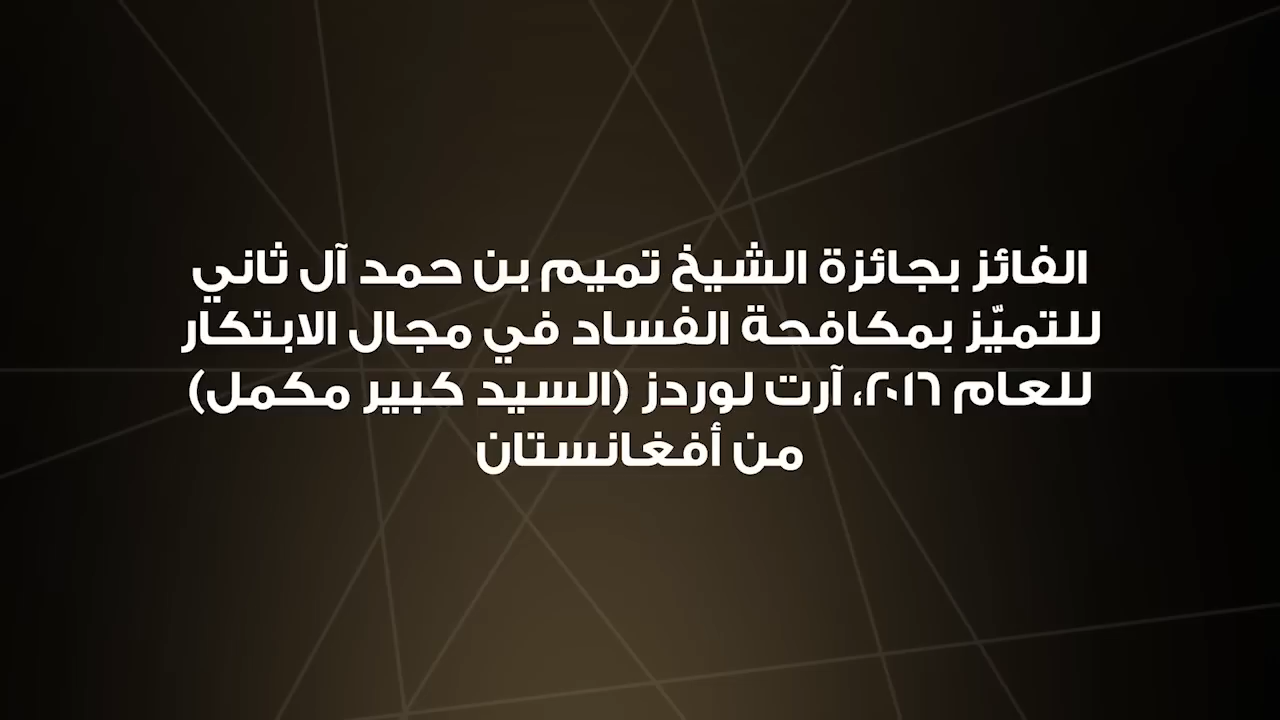 الفائز بجائزة الشيخ تميم بن حمد آل ثاني
للتميّز بمكافحة الفساد في مجال الابتكار
للعام ٢٠١٦، آرت لوردز (السيد كبير مكمل)
من أفغانستان